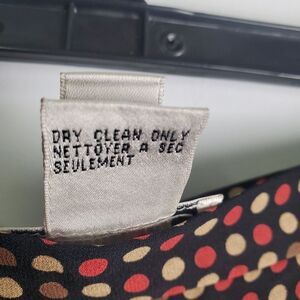 DRY CLEAN ONLY
NETTOYER A SEC
SEULEMENT